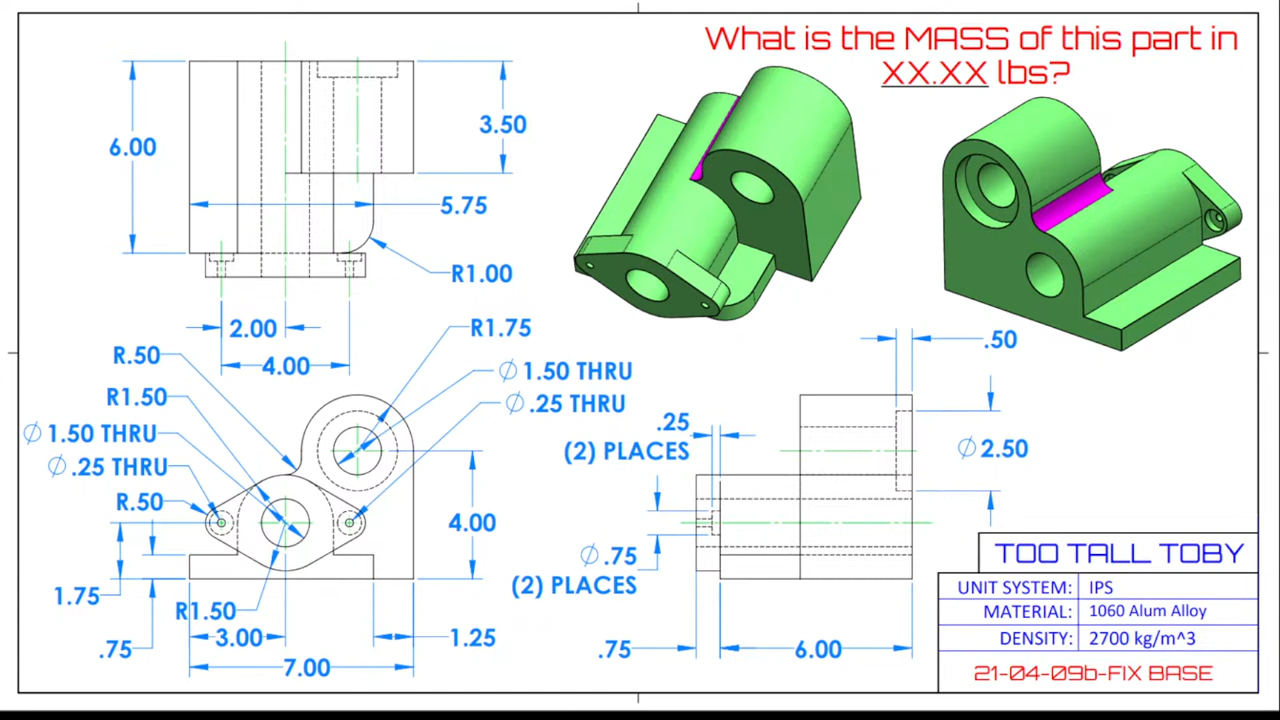 What is the MASS of this part in
XX.XX lbs?
6.00
3.50
5.75
R1.00
2.00
4.00
R.50
R1.75
R1.50
∅ 1.50 THRU
∅ 1.50 THRU
∅ .25 THRU
∅ .25 THRU
R.50
4.00
1.75
R1.50
.75
3.00
1.25
7.00
.50
.25
(2) PLACES
∅ 2.50
∅ .75
(2) PLACES
.75
6.00
TOO TALL TOBY
UNIT SYSTEM: IPS
MATERIAL: 1060 Alum Alloy
DENSITY: 2700 kg/m^3
21-04-09b-FIX BASE